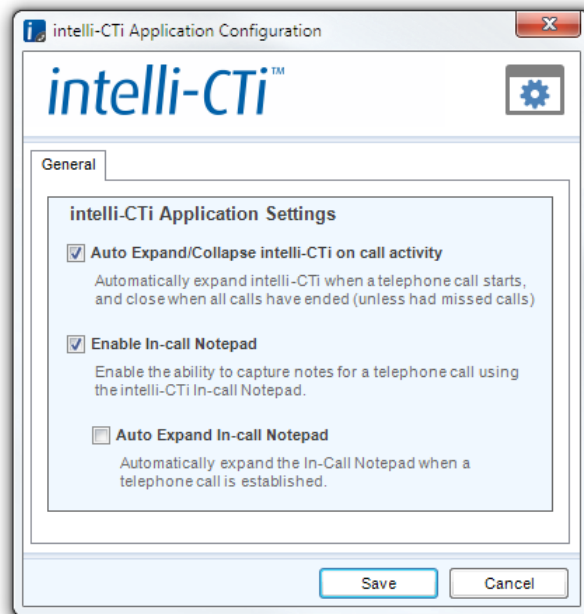 intelli-CTi Application Configuration
intelli-CTi™
General
intelli-CTi Application Settings
Auto Expand/Collapse intelli-CTi on call activity
Automatically expand intelli-CTi when a telephone call starts,
and close when all calls have ended (unless had missed calls)
Enable In-call Notepad
Enable the ability to capture notes for a telephone call using
the intelli-CTi In-call Notepad.
Auto Expand In-call Notepad
Automatically expand the In-Call Notepad when a
telephone call is established.
Save
Cancel